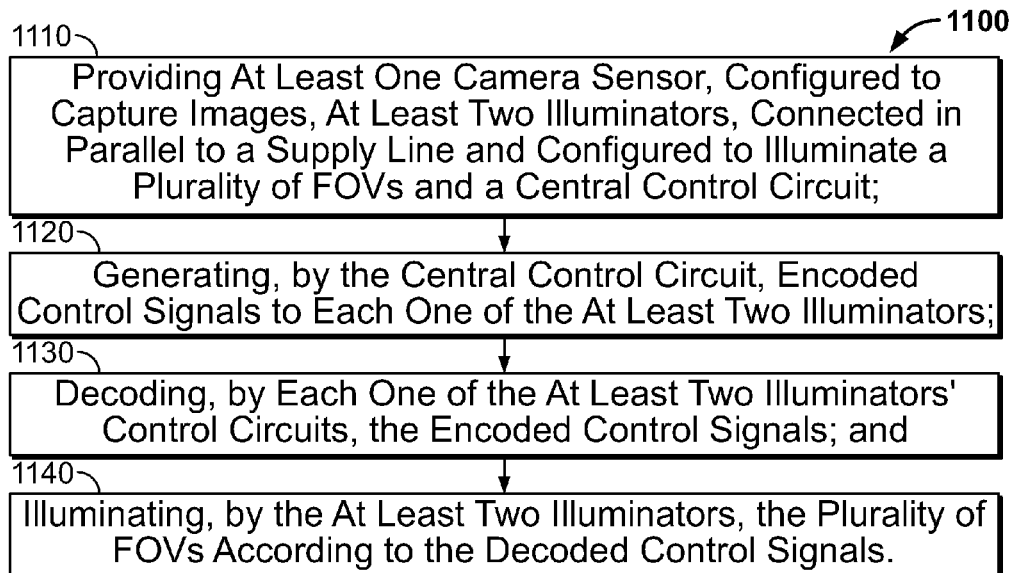 1100
1110
Providing At Least One Camera Sensor, Configured to
Capture Images, At Least Two Illuminators, Connected in
Parallel to a Supply Line and Configured to Illuminate a
Plurality of FOVs and a Central Control Circuit;
1120
Generating, by the Central Control Circuit, Encoded
Control Signals to Each One of the At Least Two Illuminators;
1130
Decoding, by Each One of the At Least Two Illuminators'
Control Circuits, the Encoded Control Signals; and
1140
Illuminating, by the At Least Two Illuminators, the Plurality of
FOVs According to the Decoded Control Signals.